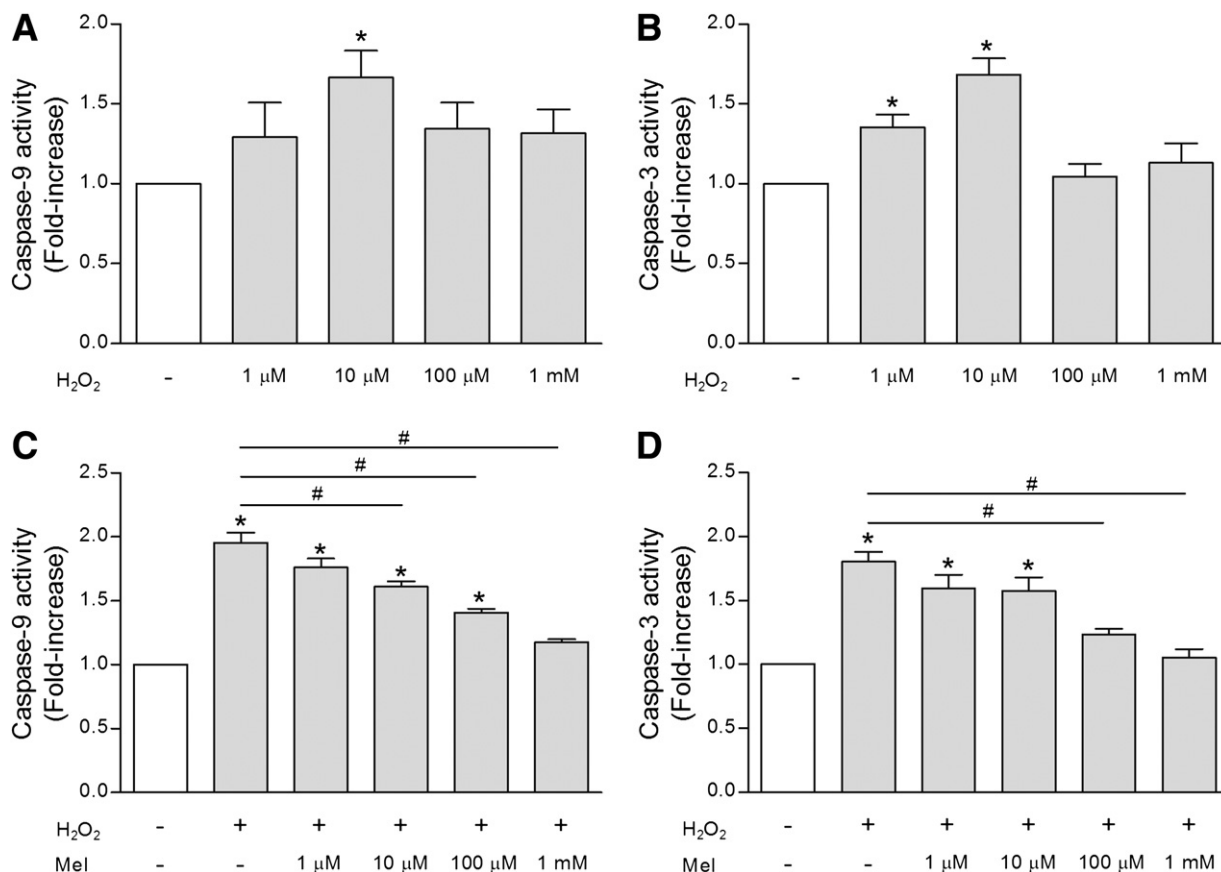 A
Caspase-9 activity
(Fold-increase)
2.0
1.5
1.0
0.5
0.0
*
H₂O₂ - 1 μM 10 μM 100 μM 1 mM
B
Caspase-3 activity
(Fold-increase)
2.0
1.5
1.0
0.5
0.0
* *
H₂O₂ - 1 μM 10 μM 100 μM 1 mM
C
Caspase-9 activity
(Fold-increase)
2.5
2.0
1.5
1.0
0.5
0.0
#
#
#
* * * *
H₂O₂ - + + + + +
Mel - 1 μM 10 μM 100 μM 1 mM
D
Caspase-3 activity
(Fold-increase)
2.5
2.0
1.5
1.0
0.5
0.0
#
#
* * *
H₂O₂ - + + + + +
Mel - 1 μM 10 μM 100 μM 1 mM